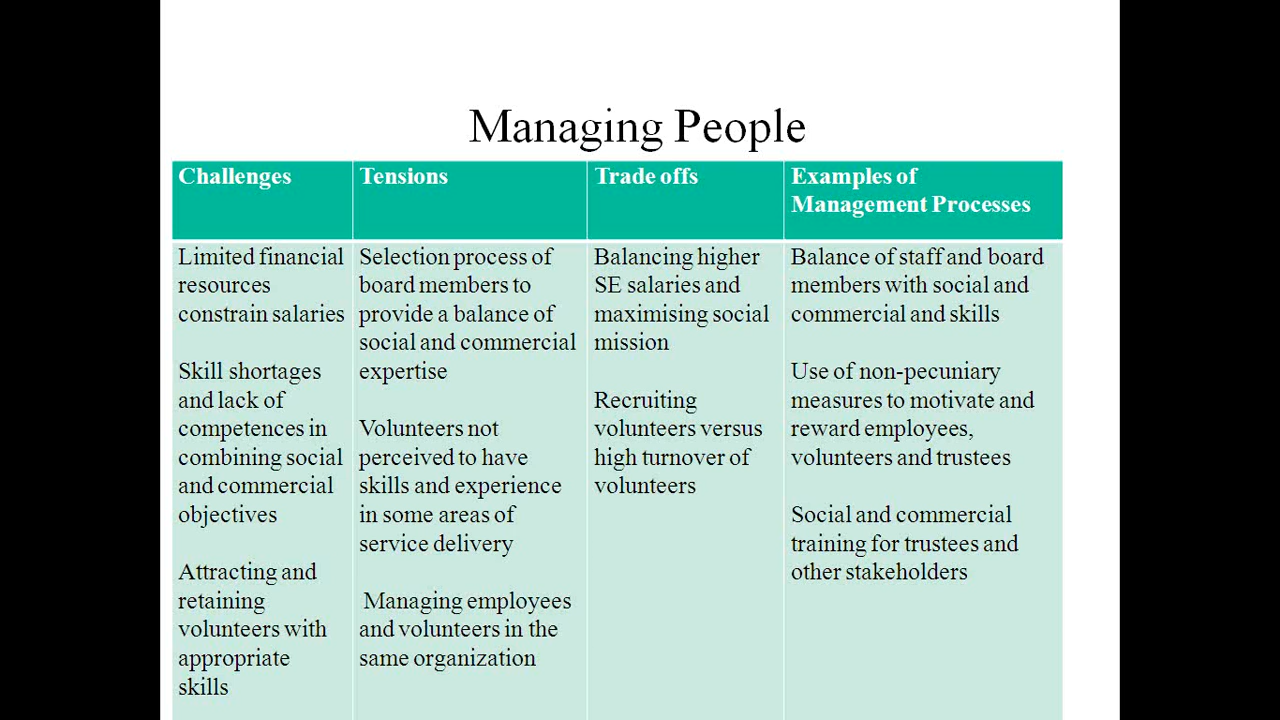 Managing People
Challenges
Tensions
Trade offs
Examples of
Management Processes
Limited financial
resources
constrain salaries
Skill shortages
and lack of
competences in
combining social
and commercial
objectives
Attracting and
retaining
volunteers with
appropriate
skills
Selection process of
board members to
provide a balance of
social and commercial
expertise
Volunteers not
perceived to have
skills and experience
in some areas of
service delivery
Managing employees
and volunteers in the
same organization
Balancing higher
SE salaries and
maximising social
mission
Recruiting
volunteers versus
high turnover of
volunteers
Balance of staff and board
members with social and
commercial and skills
Use of non-pecuniary
measures to motivate and
reward employees,
volunteers and trustees
Social and commercial
training for trustees and
other stakeholders